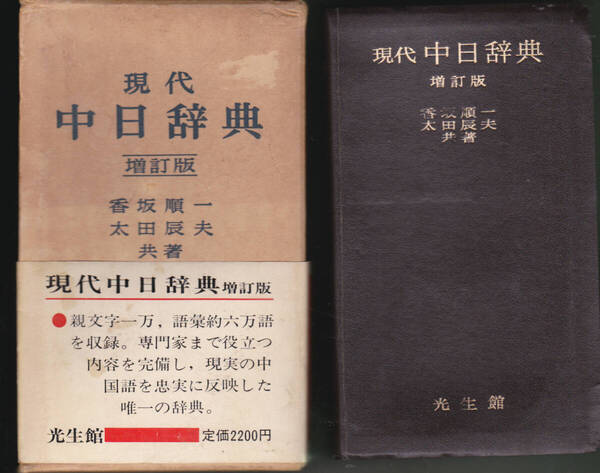 現代
中日辞典
増訂版
香坂順一
太田辰夫
共著
現代中日辞典増訂版
●親文字一万，語彙約六万語
を収録。専門家まで役立つ
内容を完備し，現実の中
国語を忠実に反映した
唯一の辞典。
光生館
定価2200円
現代中日辞典
増訂版
香坂順一
太田辰夫
共著
光生館